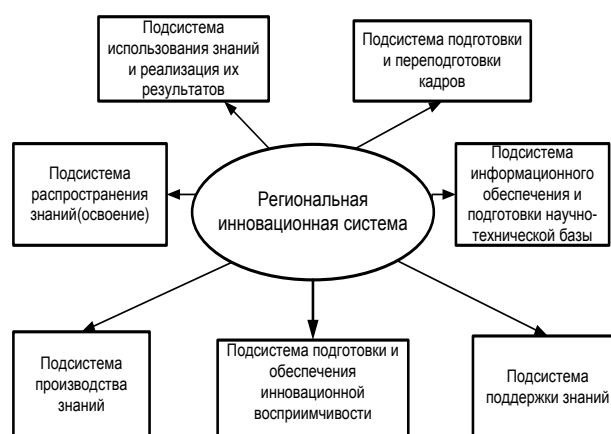 Подсистема
использования знаний
и реализация их
результатов
Подсистема подготовки
и переподготовки
кадров
Подсистема
распространения
знаний(освоение)
Региональная
инновационная система
Подсистема
информационного
обеспечения и
подготовки научно-
технической базы
Подсистема
производства
знаний
Подсистема подготовки и
обеспечения
инновационной
восприимчивости
Подсистема
поддержки знаний